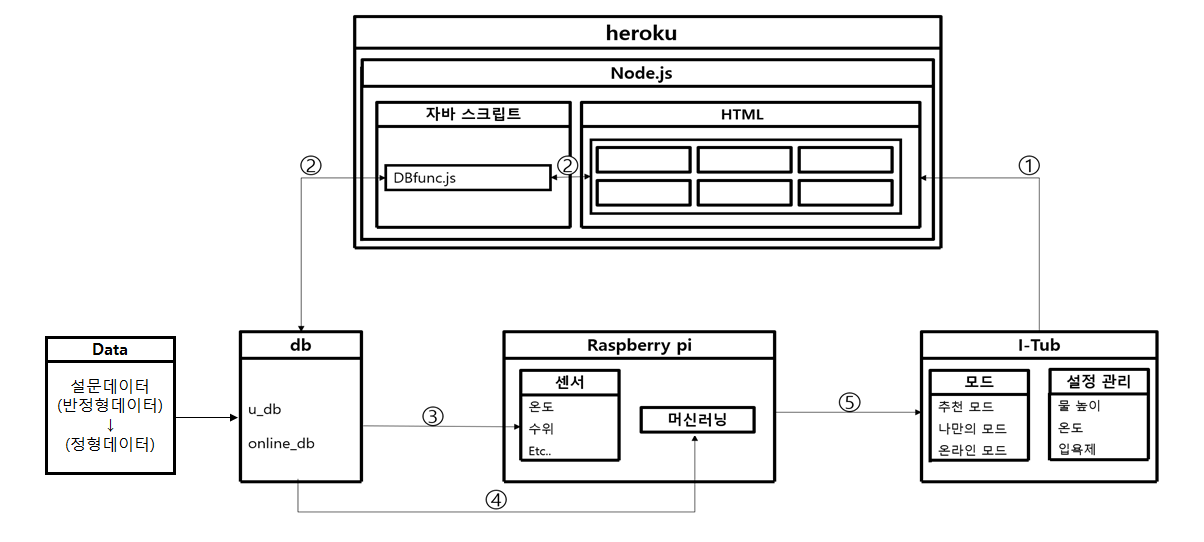 heroku
Node.js
자바 스크립트
HTML
②
②
①
DBfunc.js
Data
설문데이터
(반정형데이터)
↓
(정형데이터)
db
u_db
online_db
③
④
Raspberry pi
센서
온도
수위
Etc..
머신러닝
⑤
I-Tub
모드
추천 모드
나만의 모드
온라인 모드
설정 관리
물 높이
온도
입욕제